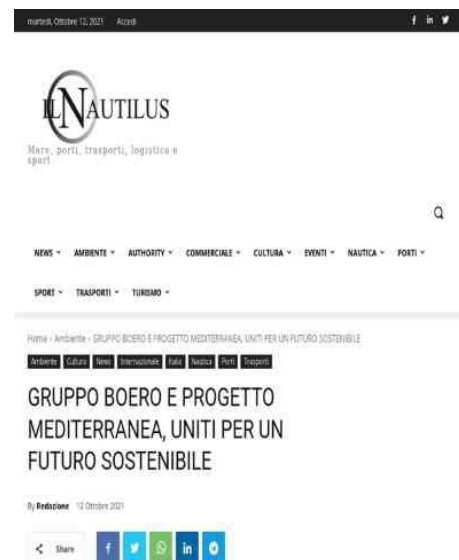 martedì, Ottobre 12, 2021 Accedi
IL NAUTILUS
Mare, porti, trasporti, logistica e
sport
NEWS AMBIENTE AUTHORITY COMMERCIALE CULTURA EVENTI NAUTICA PORTI
SPORT TRASPORTI TURISMO
Home › Ambiente › GRUPPO BOERO E PROGETTO MEDITERRANEA, UNITI PER UN FUTURO SOSTENIBILE
Ambiente Cultura News Internazionale Italia Nautica Porti Trasporti
GRUPPO BOERO E PROGETTO
MEDITERRANEA, UNITI PER UN
FUTURO SOSTENIBILE
By Redazione 12 Ottobre 2021
Share